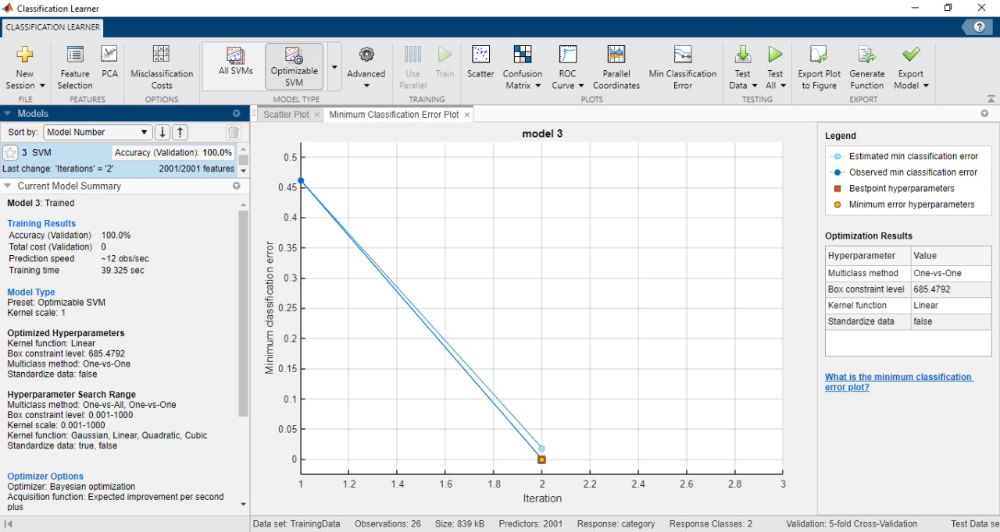 Classification Learner
CLASSIFICATION LEARNER
New Session
Feature Selection
PCA
Misclassification Costs
All SVMs
Optimizable SVM
Advanced
Use Parallel
Train
Scatter
Confusion Matrix
ROC Curve
Parallel Coordinates
Min Classification Error
Test Data
Test All
Export Plot to Figure
Generate Function
Export Model
FILE
FEATURES
OPTIONS
MODEL TYPE
TRAINING
PLOTS
TESTING
EXPORT
Models
Sort by: Model Number
3 SVM Accuracy (Validation): 100.0%
Last change: 'Iterations' = '2' 2001/2001 features
Current Model Summary
Model 3: Trained
Training Results
Accuracy (Validation) 100.0%
Total cost (Validation) 0
Prediction speed ~12 obs/sec
Training time 39.325 sec
Model Type
Preset: Optimizable SVM
Kernel scale: 1
Optimized Hyperparameters
Kernel function: Linear
Box constraint level: 685.4792
Multiclass method: One-vs-One
Standardize data: false
Hyperparameter Search Range
Multiclass method: One-vs-All, One-vs-One
Box constraint level: 0.001-1000
Kernel scale: 0.001-1000
Kernel function: Gaussian, Linear, Quadratic, Cubic
Standardize data: true, false
Optimizer Options
Optimizer: Bayesian optimization
Acquisition function: Expected improvement per second
plus
Scatter Plot × Minimum Classification Error Plot ×
model 3
Minimum classification error
0.5
0.45
0.4
0.35
0.3
0.25
0.2
0.15
0.1
0.05
0
1 1.2 1.4 1.6 1.8 2 2.2 2.4 2.6 2.8 3
Iteration
Legend
Estimated min classification error
Observed min classification error
Bestpoint hyperparameters
Minimum error hyperparameters
Optimization Results
Hyperparameter Value
Multiclass method One-vs-One
Box constraint level 685.4792
Kernel function Linear
Standardize data false
What is the minimum classification
error plot?
Data set: TrainingData Observations: 26 Size: 839 kB Predictors: 2001 Response: category Response Classes: 2 Validation: 5-fold Cross-Validation Test Data se